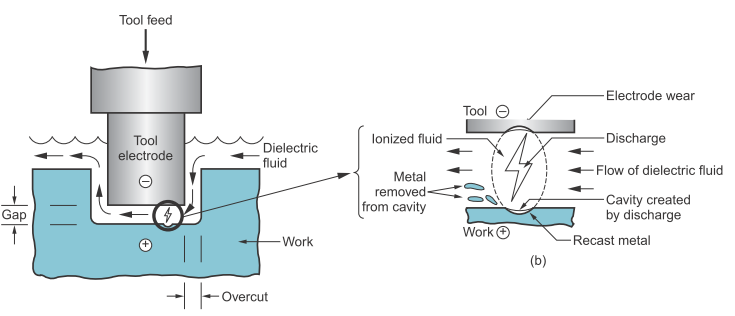 Tool feed
Tool
electrode
−
Dielectric
fluid
Gap
+
Work
Overcut
Tool −
Electrode wear
Ionized fluid
Discharge
Metal
removed
from cavity
Flow of dielectric fluid
Cavity created
by discharge
Work +
Recast metal
(b)